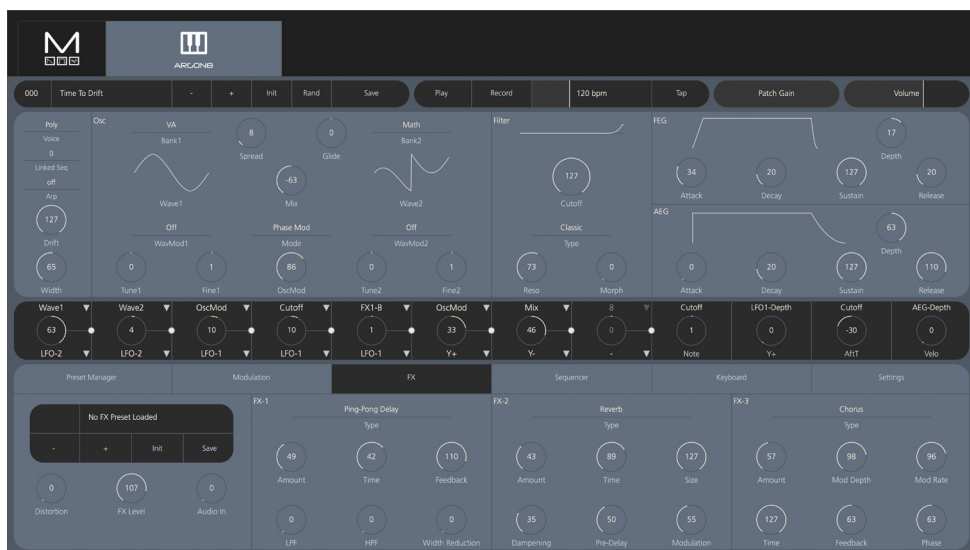 M
NDW
ARGON8
000 Time To Drift - + Init Rand Save Play Record 120 bpm Tap Patch Gain Volume
Poly
Voice
0
Linked Seq
off
Arp
127
Drift
65
Width
Osc
VA
Bank1
Wave1
8
Spread
0
Glide
-63
Mix
Math
Bank2
Wave2
Off
WavMod1
Phase Mod
Mode
Off
WavMod2
0
Tune1
1
Fine1
86
OscMod
0
Tune2
1
Fine2
Filter
127
Cutoff
Classic
Type
73
Reso
0
Morph
FEG
17
Depth
34
Attack
20
Decay
127
Sustain
20
Release
AEG
63
Depth
0
Attack
20
Decay
127
Sustain
110
Release
Wave1 Wave2 OscMod Cutoff FX1-B OscMod Mix 8 Cutoff LFO1-Depth Cutoff AEG-Depth
63 4 10 10 1 33 46 0 1 0 -30 0
LFO-2 LFO-2 LFO-1 LFO-1 LFO-1 Y+ Y- - Note Y+ AftT Velo
Preset Manager Modulation FX Sequencer Keyboard Settings
No FX Preset Loaded
- + Init Save
0 107 0
Distortion FX Level Audio In
FX-1
Ping-Pong Delay
Type
49 42 110
Amount Time Feedback
0 0 0
LPF HPF Width Reduction
FX-2
Reverb
Type
43 89 127
Amount Time Size
35 50 55
Dampening Pre-Delay Modulation
FX-3
Chorus
Type
57 98 96
Amount Mod Depth Mod Rate
127 63 63
Time Feedback Phase